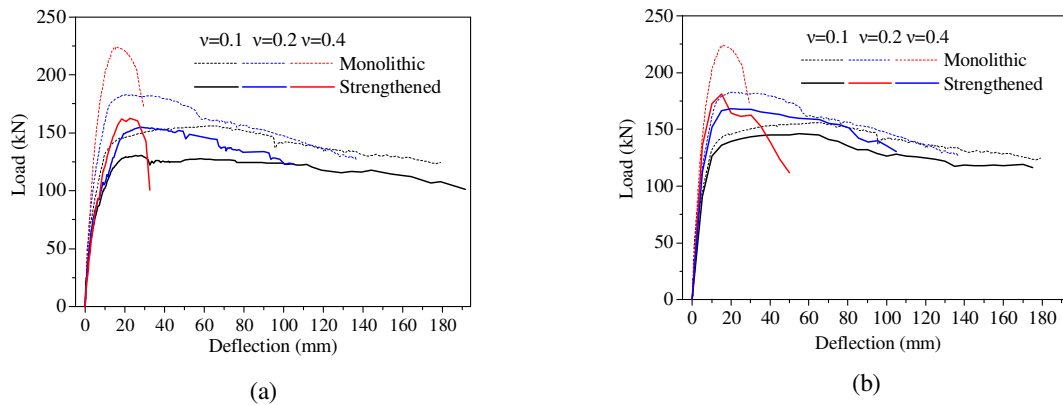 250
200
150
100
50
0
Load (kN)
ν=0.1 ν=0.2 ν=0.4
Monolithic
Strengthened
0 20 40 60 80 100 120 140 160 180
Deflection (mm)
(a)
250
200
150
100
50
0
Load (kN)
ν=0.1 ν=0.2 ν=0.4
Monolithic
Strengthened
0 20 40 60 80 100 120 140 160 180
Deflection (mm)
(b)